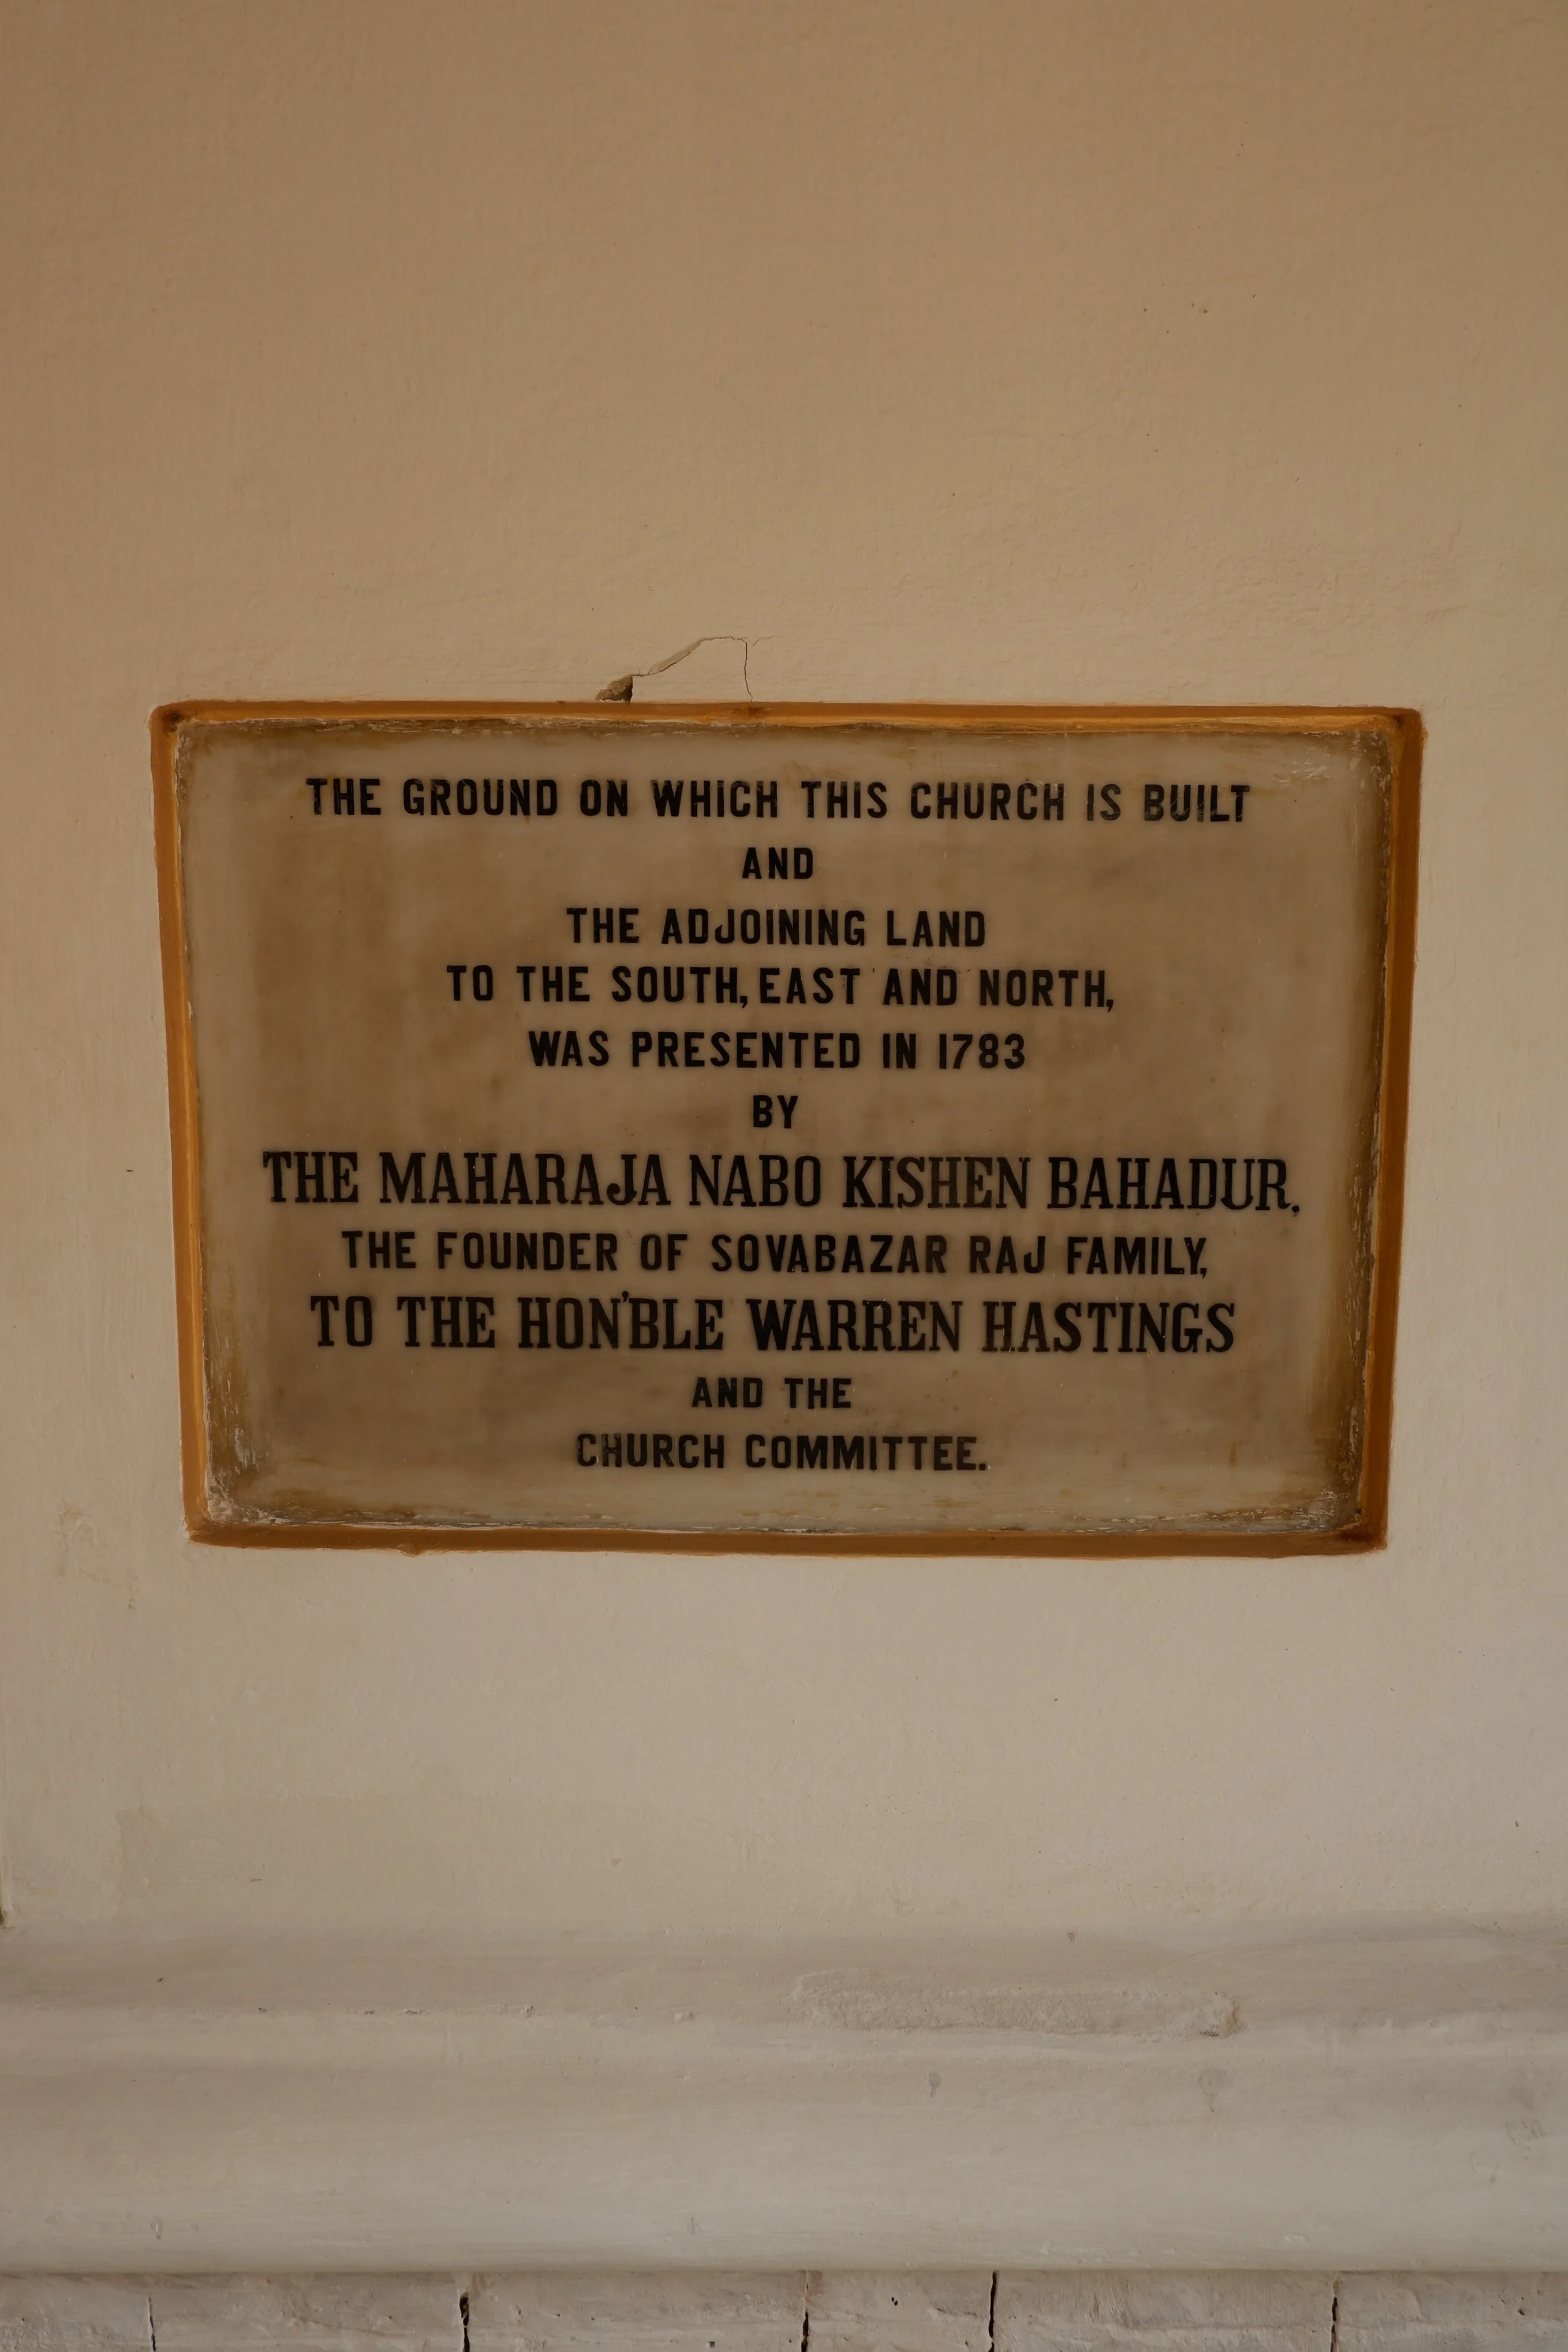 THE GROUND ON WHICH THIS CHURCH IS BUILT
AND
THE ADJOINING LAND
TO THE SOUTH, EAST AND NORTH,
WAS PRESENTED IN 1783
BY
THE MAHARAJA NABO KISHEN BAHADUR,
THE FOUNDER OF SOVABAZAR RAJ FAMILY,
TO THE HON'BLE WARREN HASTINGS
AND THE
CHURCH COMMITTEE.